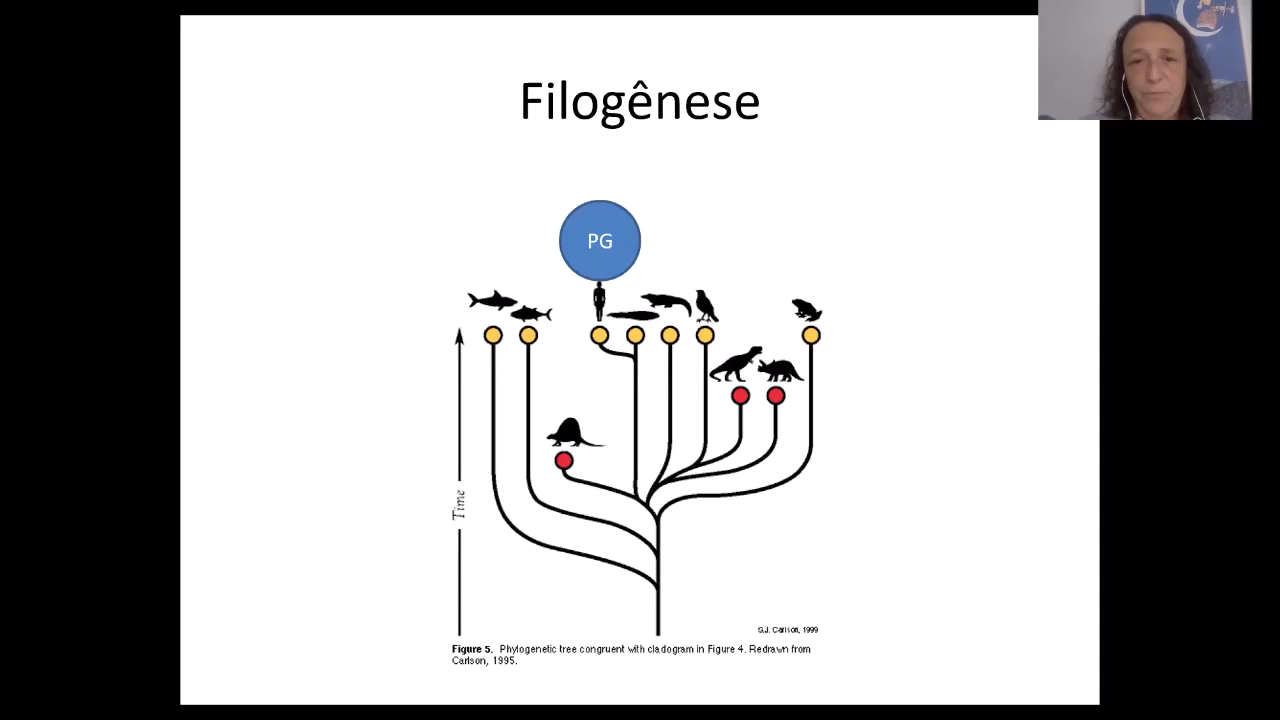 Filogênese
PG
Time
S.J. Carlson, 1999
Figure 5. Phylogenetic tree congruent with cladogram in Figure 4. Redrawn from
Carlson, 1995.